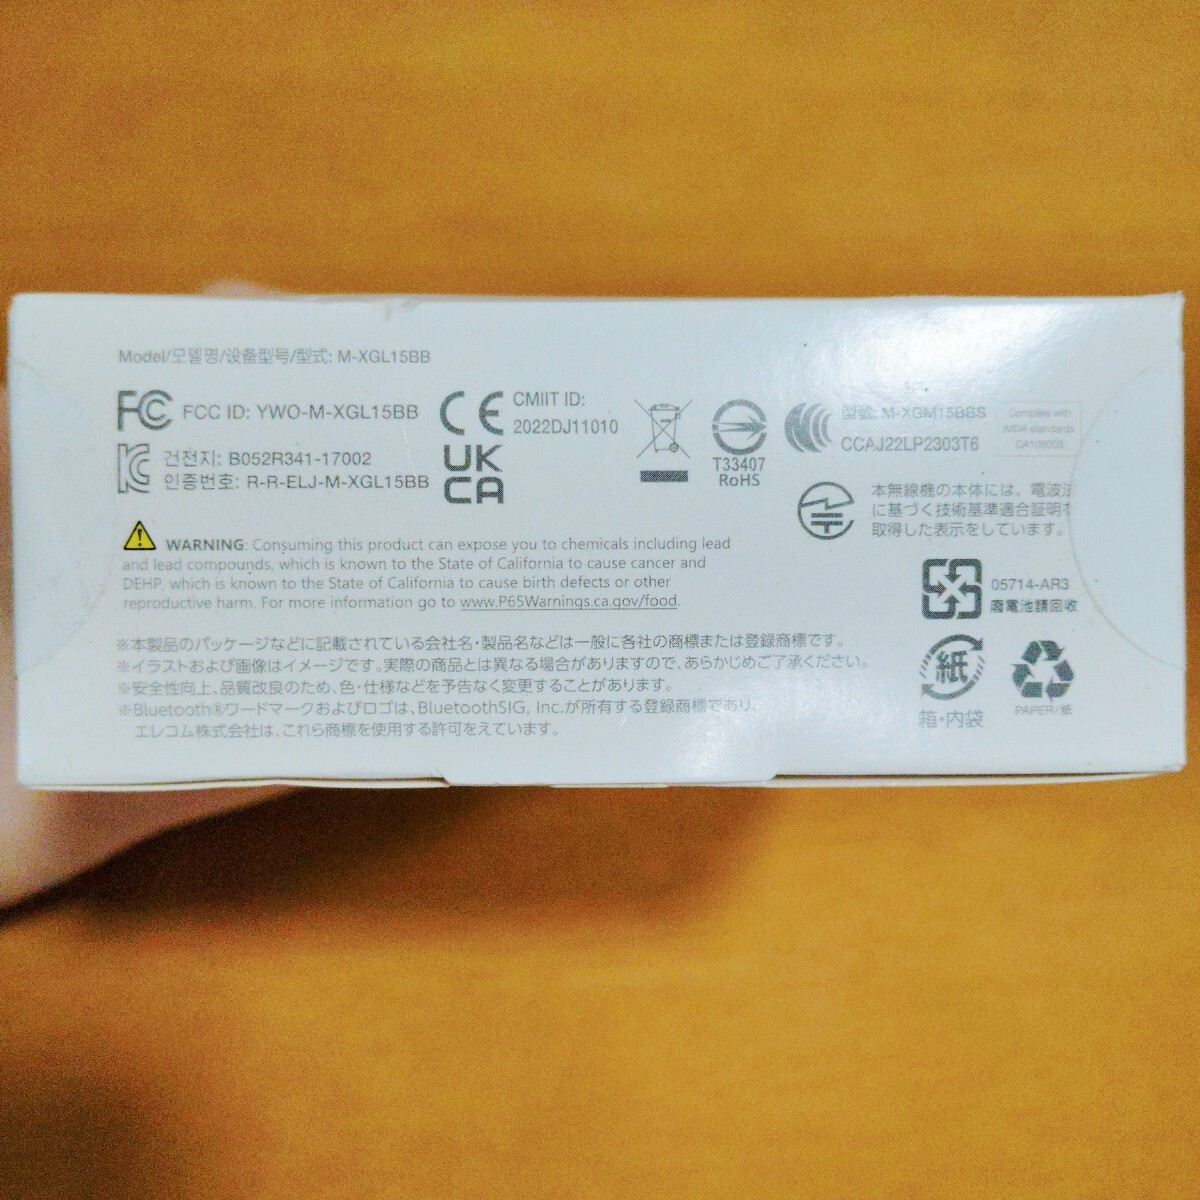 Model/모델명/设备型号/型式: M-XGL15BB
FCC ID: YWO-M-XGL15BB
건전지: B052R341-17002
인증번호: R-R-ELJ-M-XGL15BB
CE
UK
CA
CMIIT ID:
2022DJ11010
T33407
RoHS
型號: M-XGM15BBS
CCAJ22LP2303T6
Complies with
IMDA standards
本無線機の本体には、電波法
に基づく技術基準適合証明を
取得した表示をしています。
WARNING: Consuming this product can expose you to chemicals including lead
and lead compounds, which is known to the State of California to cause cancer and
DEHP, which is known to the State of California to cause birth defects or other
reproductive harm. For more information go to www.P65Warnings.ca.gov/food.
05714-AR3
廢電池請回收
※本製品のパッケージなどに記載されている会社名・製品名などは一般に各社の商標または登録商標です。
※イラストおよび画像はイメージです。実際の商品とは異なる場合がありますので、あらかじめご了承ください。
※安全性向上、品質改良のため、色・仕様などを予告なく変更することがあります。
※Bluetooth®ワードマークおよびロゴは、BluetoothSIG, Inc.が所有する登録商標であり、
エレコム株式会社は、これら商標を使用する許可をえています。
紙
箱・内袋
PAPER/紙